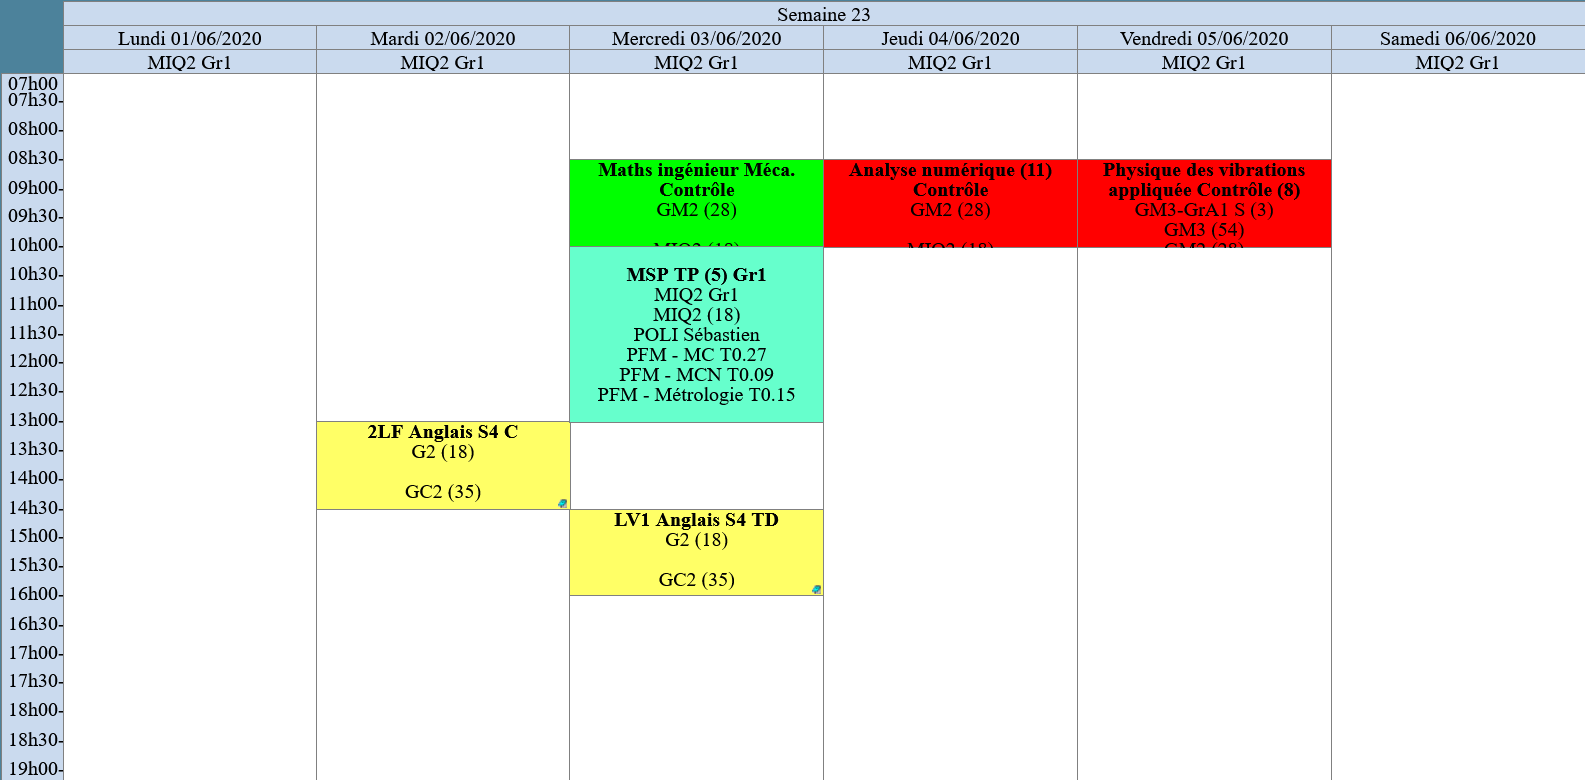 Semaine 23
Lundi 01/06/2020
Mardi 02/06/2020
Mercredi 03/06/2020
Jeudi 04/06/2020
Vendredi 05/06/2020
Samedi 06/06/2020
MIQ2 Gr1
MIQ2 Gr1
MIQ2 Gr1
MIQ2 Gr1
MIQ2 Gr1
MIQ2 Gr1
07h00
07h30
08h00
08h30
09h00
09h30
10h00
10h30
11h00
11h30
12h00
12h30
13h00
13h30
14h00
14h30
15h00
15h30
16h00
16h30
17h00
17h30
18h00
18h30
19h00
2LF Anglais S4 C
G2 (18)
GC2 (35)
Maths ingénieur Méca.
Contrôle
GM2 (28)
MIQ2 (18)
MSP TP (5) Gr1
MIQ2 Gr1
MIQ2 (18)
POLI Sébastien
PFM - MC T0.27
PFM - MCN T0.09
PFM - Métrologie T0.15
LV1 Anglais S4 TD
G2 (18)
GC2 (35)
Analyse numérique (11)
Contrôle
GM2 (28)
MIQ2 (18)
Physique des vibrations
appliquée Contrôle (8)
GM3-GrA1 S (3)
GM3 (54)